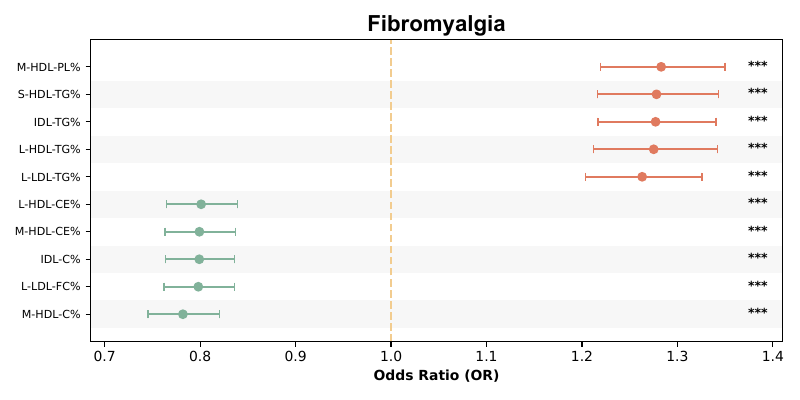 Fibromyalgia
M-HDL-PL% ***
S-HDL-TG% ***
IDL-TG% ***
L-HDL-TG% ***
L-LDL-TG% ***
L-HDL-CE% ***
M-HDL-CE% ***
IDL-C% ***
L-LDL-FC% ***
M-HDL-C% ***
0.7 0.8 0.9 1.0 1.1 1.2 1.3 1.4
Odds Ratio (OR)